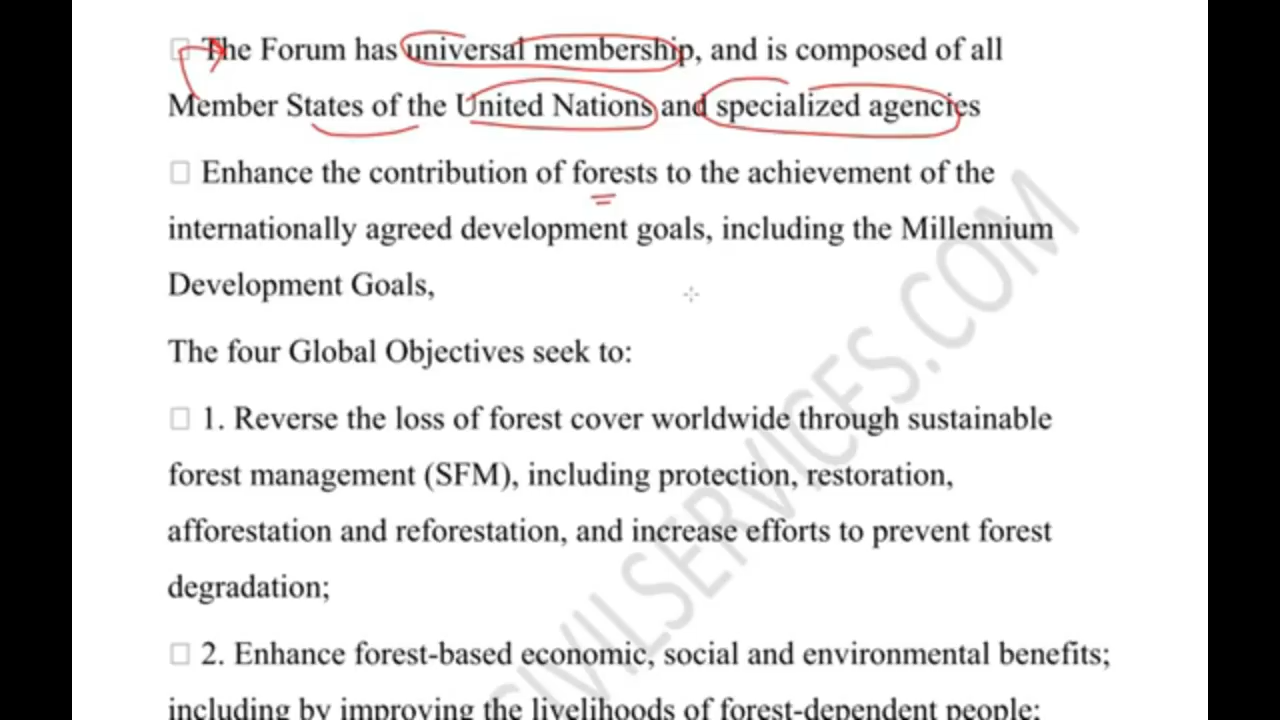 The Forum has universal membership, and is composed of all
Member States of the United Nations and specialized agencies
Enhance the contribution of forests to the achievement of the
internationally agreed development goals, including the Millennium
Development Goals,
The four Global Objectives seek to:
1. Reverse the loss of forest cover worldwide through sustainable
forest management (SFM), including protection, restoration,
afforestation and reforestation, and increase efforts to prevent forest
degradation;
2. Enhance forest-based economic, social and environmental benefits;
including by improving the livelihoods of forest-dependent people;
CIVILSERVICES.COM